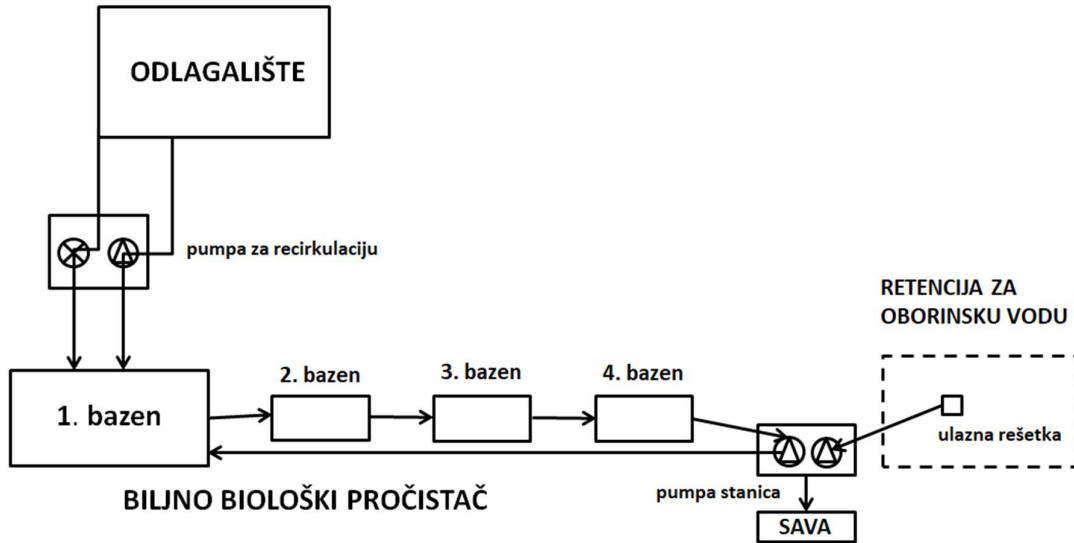 ODLAGALIŠTE
pumpa za recirkulaciju
RETENCIJA ZA
OBORINSKU VODU
1. bazen
2. bazen
3. bazen
4. bazen
ulazna rešetka
pumpa stanica
BILJNO BIOLOŠKI PROČISTAČ
SAVA